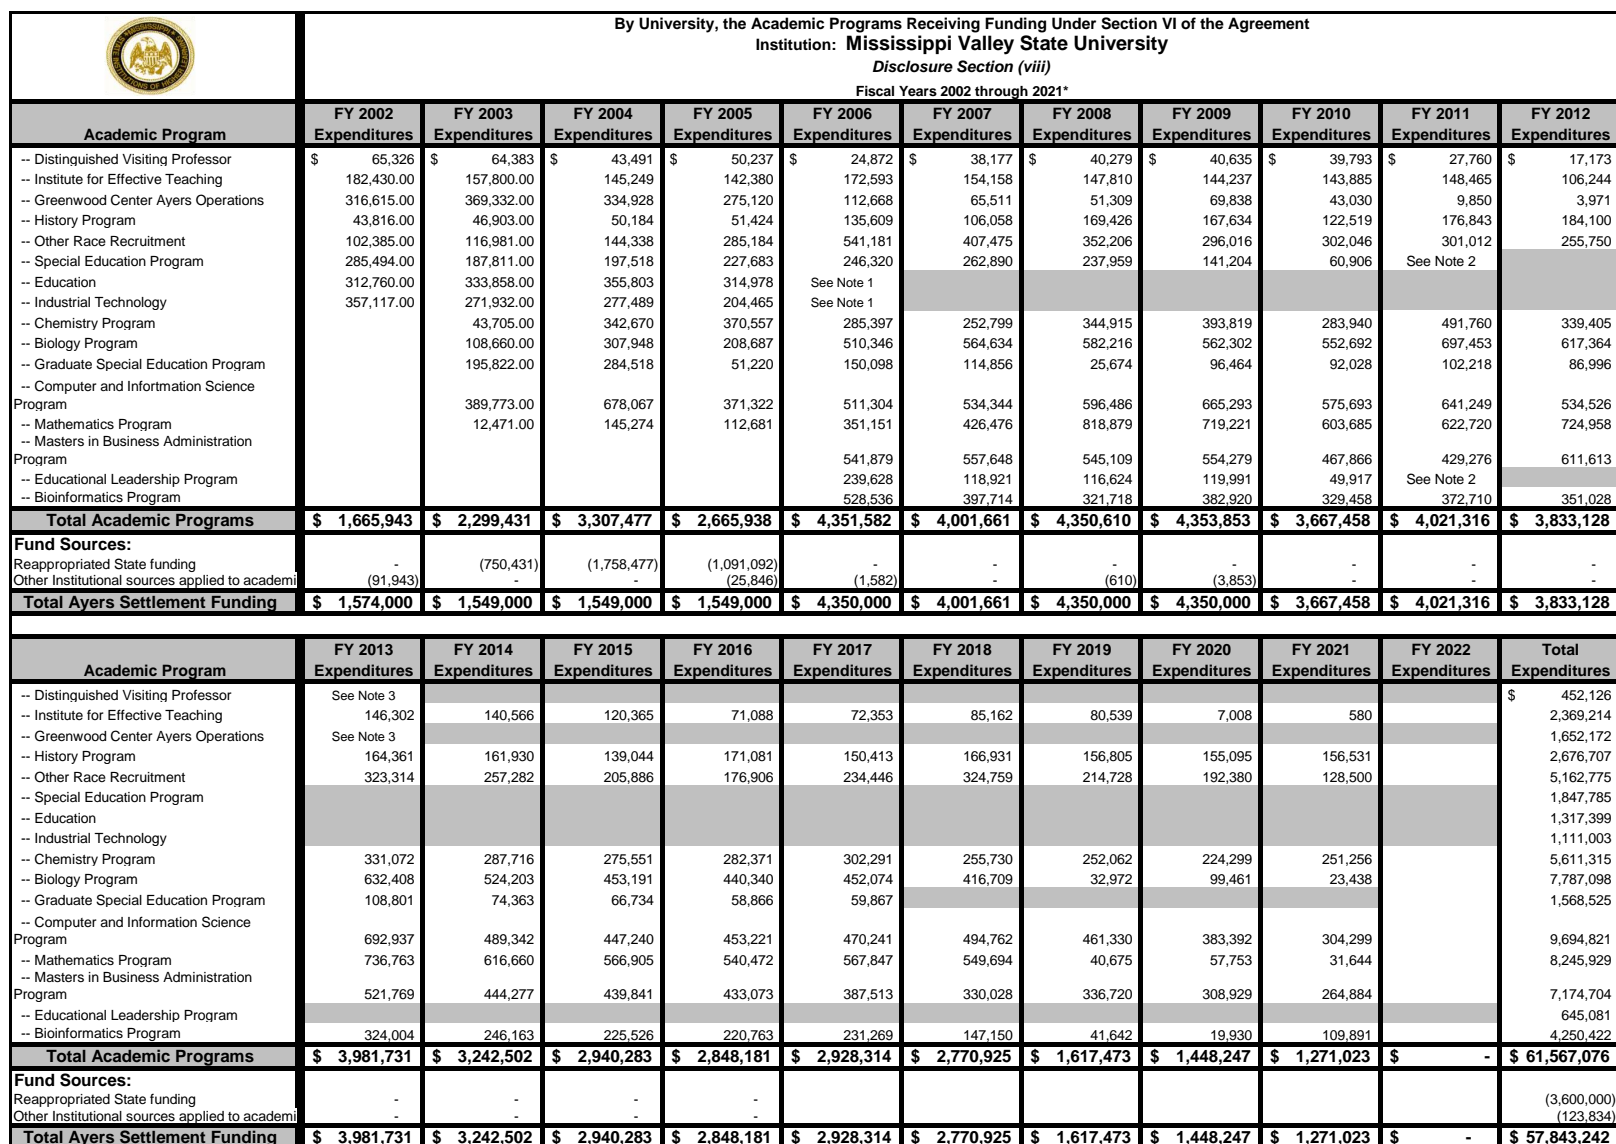 By University, the Academic Programs Receiving Funding Under Section VI of the Agreement
Institution: Mississippi Valley State University
Disclosure Section (viii)
Fiscal Years 2002 through 2021*
Academic Program FY 2002 Expenditures FY 2003 Expenditures FY 2004 Expenditures FY 2005 Expenditures FY 2006 Expenditures FY 2007 Expenditures FY 2008 Expenditures FY 2009 Expenditures FY 2010 Expenditures FY 2011 Expenditures FY 2012 Expenditures
-- Distinguished Visiting Professor $ 65,326 $ 64,383 $ 43,491 $ 50,237 $ 24,872 $ 38,177 $ 40,279 $ 40,635 $ 39,793 $ 27,760 $ 17,173
-- Institute for Effective Teaching 182,430.00 157,800.00 145,249 142,380 172,593 154,158 147,810 144,237 143,885 148,465 106,244
-- Greenwood Center Ayers Operations 316,615.00 369,332.00 334,928 275,120 112,668 65,511 51,309 69,838 43,030 9,850 3,971
-- History Program 43,816.00 46,903.00 50,184 51,424 135,609 106,058 169,426 167,634 122,519 176,843 184,100
-- Other Race Recruitment 102,385.00 116,981.00 144,338 285,184 541,181 407,475 352,206 296,016 302,046 301,012 255,750
-- Special Education Program 285,494.00 187,811.00 197,518 227,683 246,320 262,890 237,959 141,204 60,906 See Note 2
-- Education 312,760.00 333,858.00 355,803 314,978 See Note 1
-- Industrial Technology 357,117.00 271,932.00 277,489 204,465 See Note 1
-- Chemistry Program 43,705.00 342,670 370,557 285,397 252,799 344,915 393,819 283,940 491,760 339,405
-- Biology Program 108,660.00 307,948 208,687 510,346 564,634 582,216 562,302 552,692 697,453 617,364
-- Graduate Special Education Program 195,822.00 284,518 51,220 150,098 114,856 25,674 96,464 92,028 102,218 86,996
-- Computer and Infortmation Science
Program 389,773.00 678,067 371,322 511,304 534,344 596,486 665,293 575,693 641,249 534,526
-- Mathematics Program 12,471.00 145,274 112,681 351,151 426,476 818,879 719,221 603,685 622,720 724,958
-- Masters in Business Administration
Program 541,879 557,648 545,109 554,279 467,866 429,276 611,613
-- Educational Leadership Program 239,628 118,921 116,624 119,991 49,917 See Note 2
-- Bioinformatics Program 528,536 397,714 321,718 382,920 329,458 372,710 351,028
Total Academic Programs $ 1,665,943 $ 2,299,431 $ 3,307,477 $ 2,665,938 $ 4,351,582 $ 4,001,661 $ 4,350,610 $ 4,353,853 $ 3,667,458 $ 4,021,316 $ 3,833,128
Fund Sources:
Reappropriated State funding - (750,431) (1,758,477) (1,091,092) - - - - - - -
Other Institutional sources applied to academi (91,943) - - (25,846) (1,582) - (610) (3,853) - - -
Total Ayers Settlement Funding $ 1,574,000 $ 1,549,000 $ 1,549,000 $ 1,549,000 $ 4,350,000 $ 4,001,661 $ 4,350,000 $ 4,350,000 $ 3,667,458 $ 4,021,316 $ 3,833,128
Academic Program FY 2013 Expenditures FY 2014 Expenditures FY 2015 Expenditures FY 2016 Expenditures FY 2017 Expenditures FY 2018 Expenditures FY 2019 Expenditures FY 2020 Expenditures FY 2021 Expenditures FY 2022 Expenditures Total Expenditures
-- Distinguished Visiting Professor See Note 3 $ 452,126
-- Institute for Effective Teaching 146,302 140,566 120,365 71,088 72,353 85,162 80,539 7,008 580 2,369,214
-- Greenwood Center Ayers Operations See Note 3 1,652,172
-- History Program 164,361 161,930 139,044 171,081 150,413 166,931 156,805 155,095 156,531 2,676,707
-- Other Race Recruitment 323,314 257,282 205,886 176,906 234,446 324,759 214,728 192,380 128,500 5,162,775
-- Special Education Program 1,847,785
-- Education 1,317,399
-- Industrial Technology 1,111,003
-- Chemistry Program 331,072 287,716 275,551 282,371 302,291 255,730 252,062 224,299 251,256 5,611,315
-- Biology Program 632,408 524,203 453,191 440,340 452,074 416,709 32,972 99,461 23,438 7,787,098
-- Graduate Special Education Program 108,801 74,363 66,734 58,866 59,867 1,568,525
-- Computer and Information Science
Program 692,937 489,342 447,240 453,221 470,241 494,762 461,330 383,392 304,299 9,694,821
-- Mathematics Program 736,763 616,660 566,905 540,472 567,847 549,694 40,675 57,753 31,644 8,245,929
-- Masters in Business Administration
Program 521,769 444,277 439,841 433,073 387,513 330,028 336,720 308,929 264,884 7,174,704
-- Educational Leadership Program 645,081
-- Bioinformatics Program 324,004 246,163 225,526 220,763 231,269 147,150 41,642 19,930 109,891 4,250,422
Total Academic Programs $ 3,981,731 $ 3,242,502 $ 2,940,283 $ 2,848,181 $ 2,928,314 $ 2,770,925 $ 1,617,473 $ 1,448,247 $ 1,271,023 $ - $ 61,567,076
Fund Sources:
Reappropriated State funding - - - - (3,600,000)
Other Institutional sources applied to academi - - - - (123,834)
Total Ayers Settlement Funding $ 3,981,731 $ 3,242,502 $ 2,940,283 $ 2,848,181 $ 2,928,314 $ 2,770,925 $ 1,617,473 $ 1,448,247 $ 1,271,023 $ - $ 57,843,242